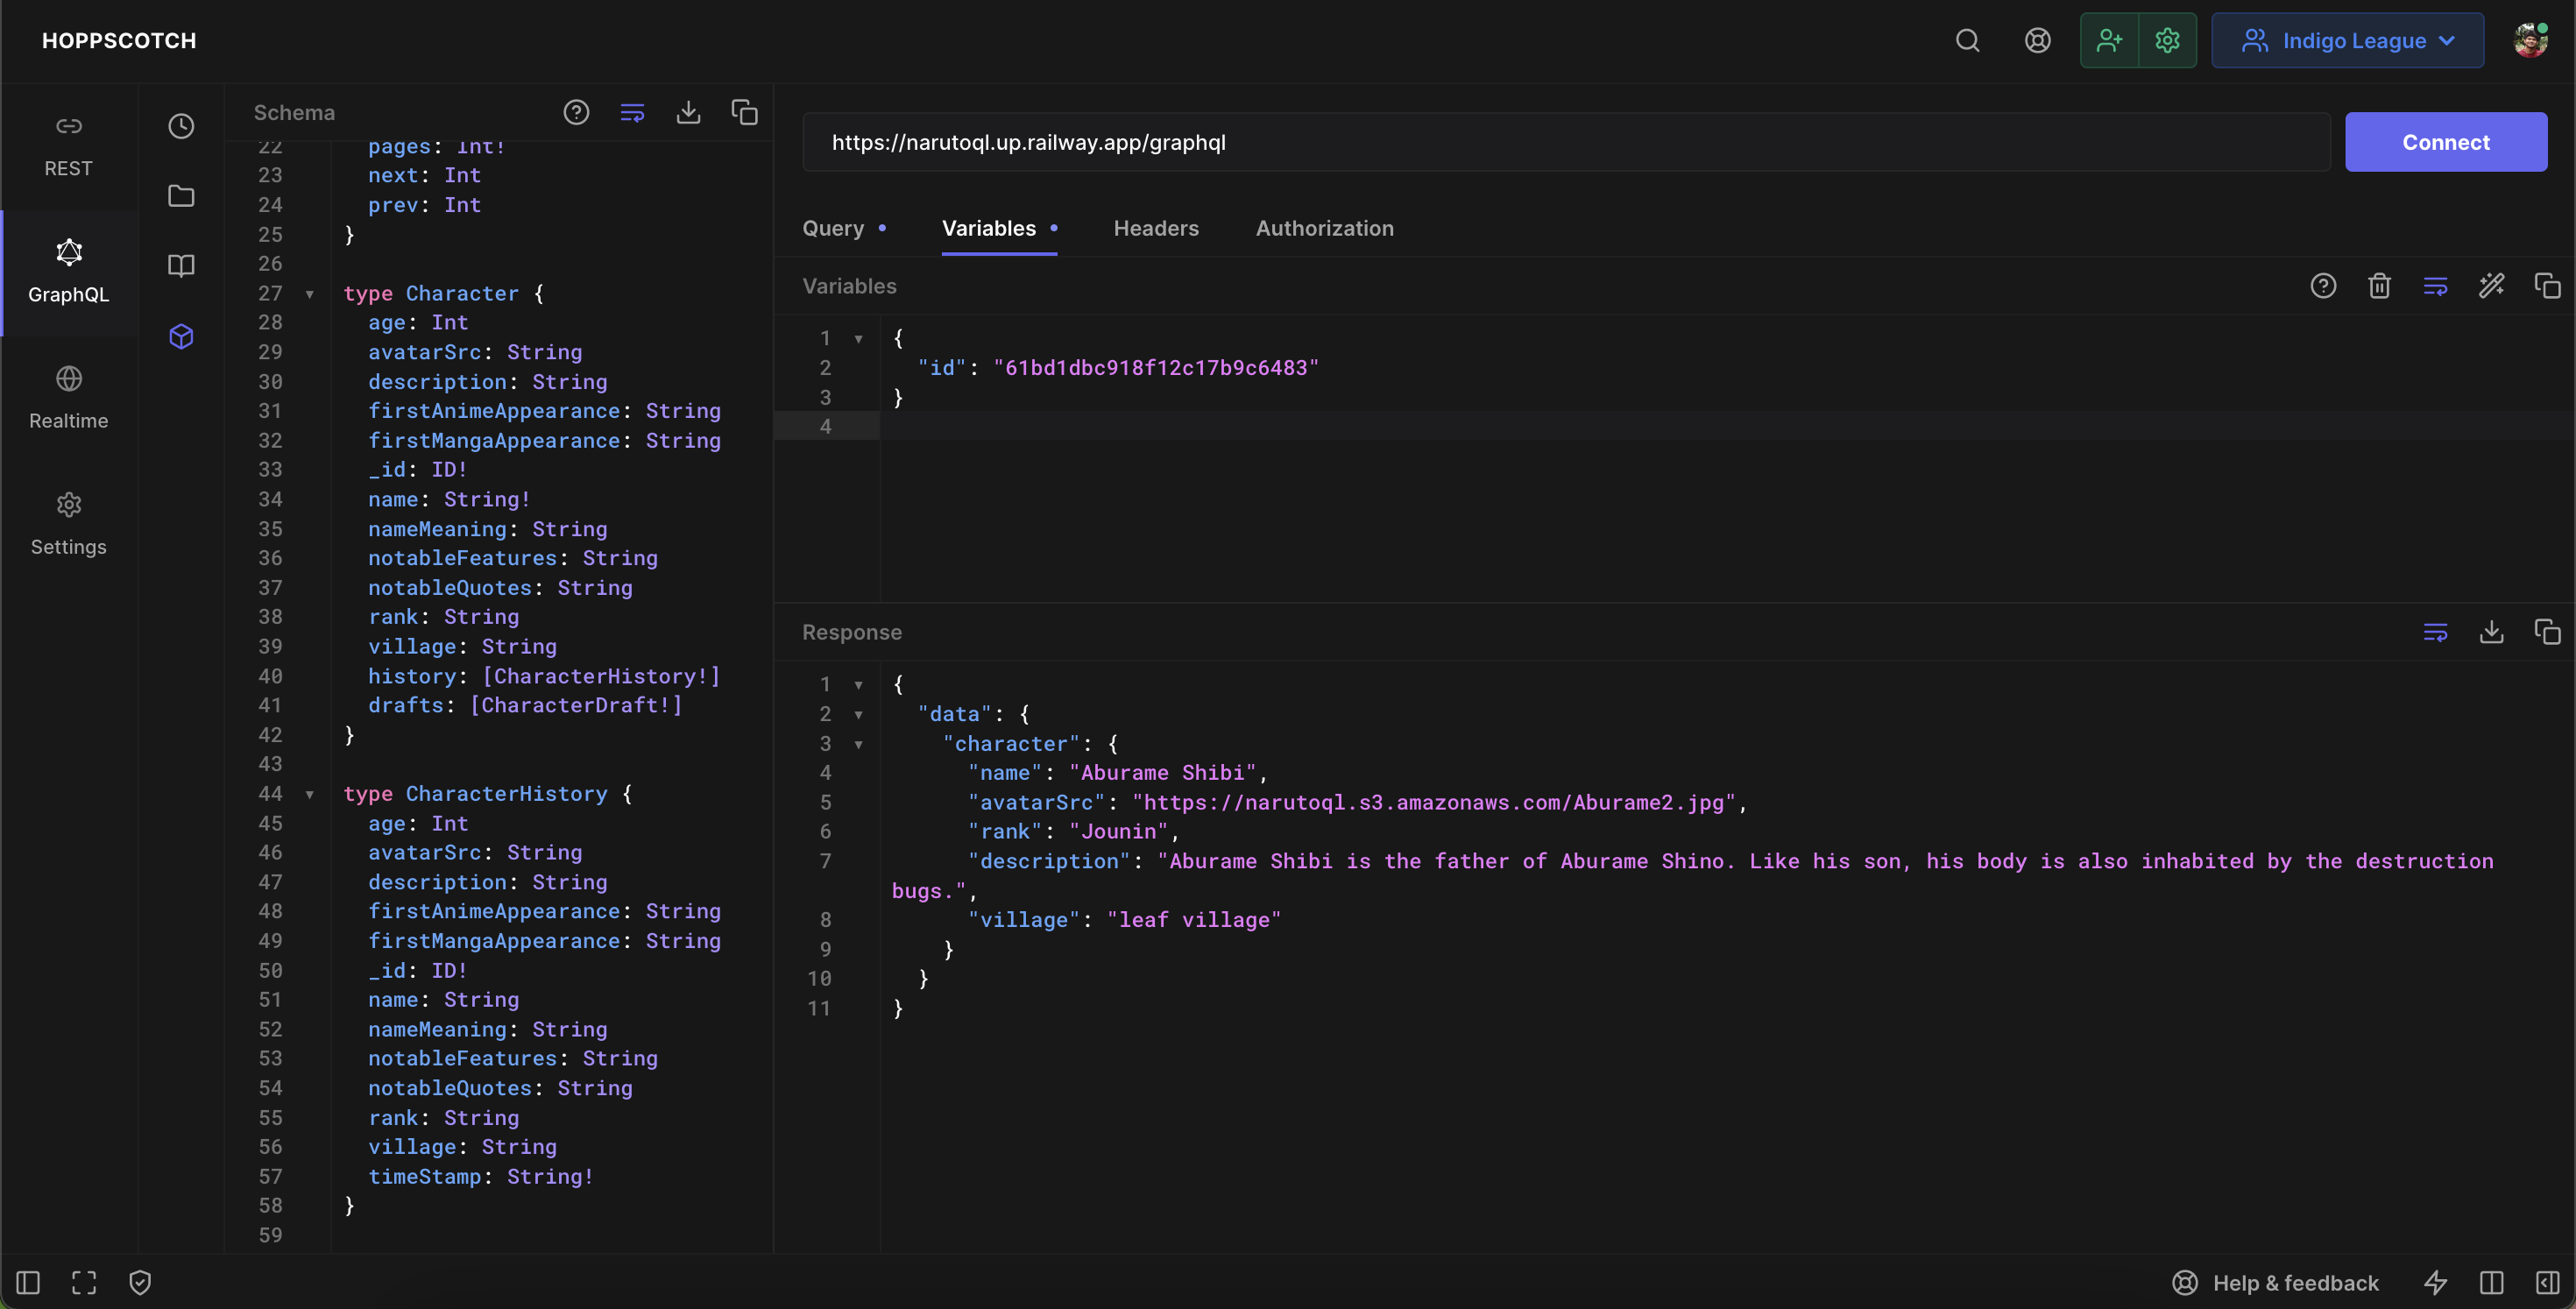 HOPPSCOTCH
Indigo League
REST
GraphQL
Realtime
Settings
Schema
22 pages: Int!
23 next: Int
24 prev: Int
25 }
26
27 type Character {
28 age: Int
29 avatarSrc: String
30 description: String
31 firstAnimeAppearance: String
32 firstMangaAppearance: String
33 _id: ID!
34 name: String!
35 nameMeaning: String
36 notableFeatures: String
37 notableQuotes: String
38 rank: String
39 village: String
40 history: [CharacterHistory!]
41 drafts: [CharacterDraft!]
42 }
43
44 type CharacterHistory {
45 age: Int
46 avatarSrc: String
47 description: String
48 firstAnimeAppearance: String
49 firstMangaAppearance: String
50 _id: ID!
51 name: String
52 nameMeaning: String
53 notableFeatures: String
54 notableQuotes: String
55 rank: String
56 village: String
57 timeStamp: String!
58 }
59
https://narutoql.up.railway.app/graphql
Connect
Query Variables Headers Authorization
Variables
1 {
2 "id": "61bd1dbc918f12c17b9c6483"
3 }
4
Response
1 {
2 "data": {
3 "character": {
4 "name": "Aburame Shibi",
5 "avatarSrc": "https://narutoql.s3.amazonaws.com/Aburame2.jpg",
6 "rank": "Jounin",
7 "description": "Aburame Shibi is the father of Aburame Shino. Like his son, his body is also inhabited by the destruction
bugs.",
8 "village": "leaf village"
9 }
10 }
11 }
Help & feedback